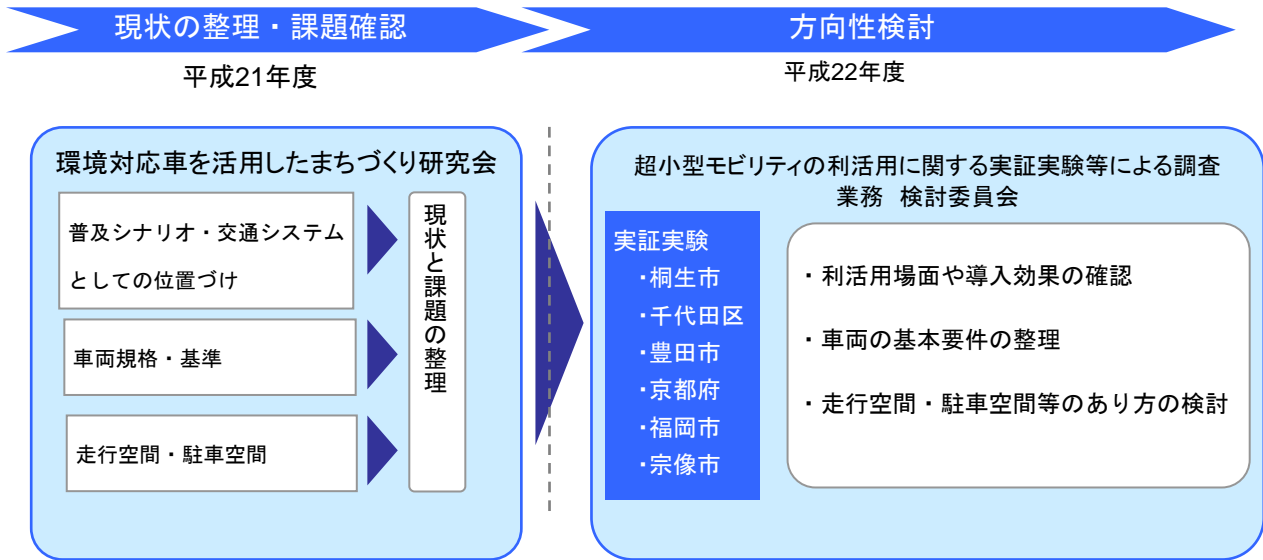 現状の整理・課題確認
方向性検討
平成21年度
平成22年度
環境対応車を活用したまちづくり研究会
普及シナリオ・交通システム
としての位置づけ
車両規格・基準
走行空間・駐車空間
現状と課題の整理
超小型モビリティの利活用に関する実証実験等による調査
業務 検討委員会
実証実験
・桐生市
・千代田区
・豊田市
・京都府
・福岡市
・宗像市
・利活用場面や導入効果の確認
・車両の基本要件の整理
・走行空間・駐車空間等のあり方の検討